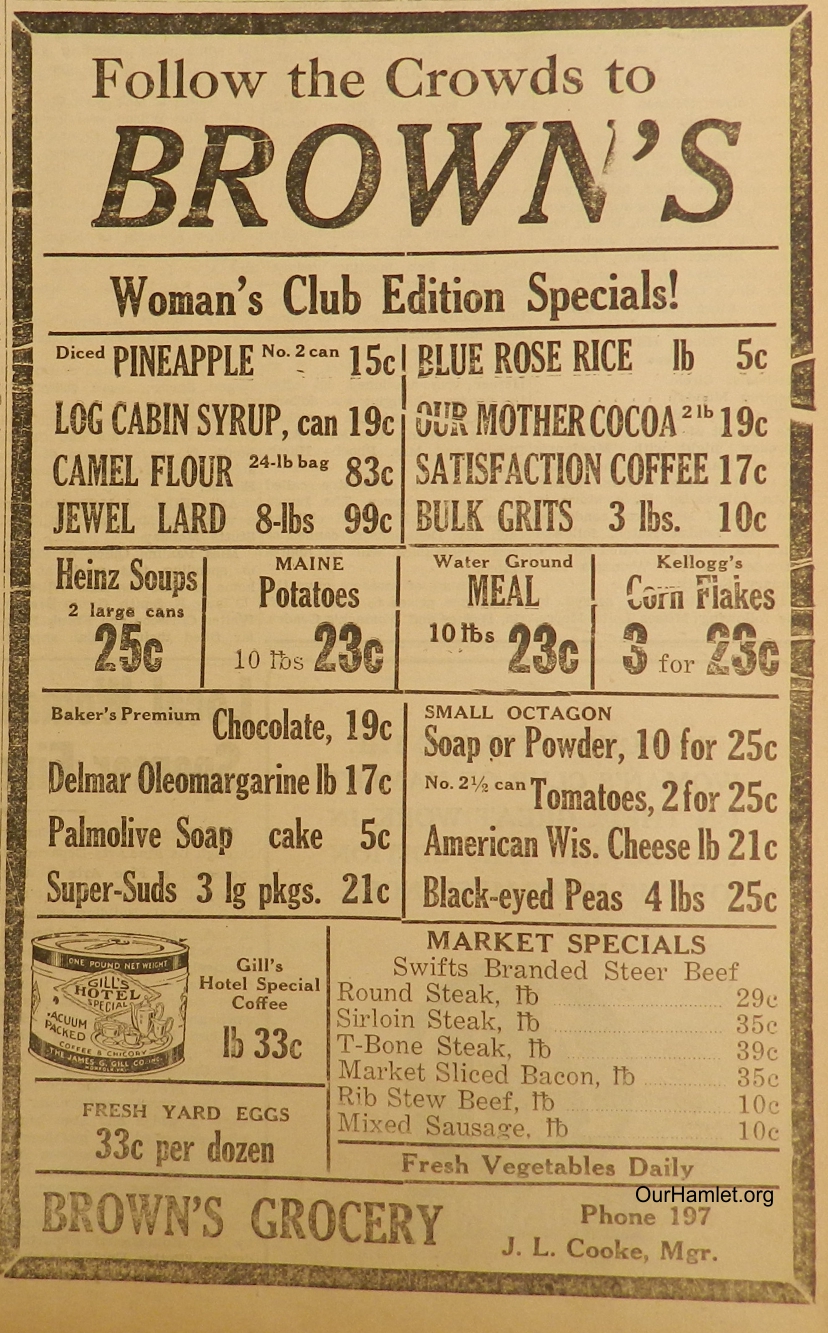 Follow the Crowds to
BROWN'S
Woman's Club Edition Specials!
Diced PINEAPPLE No. 2 can 15c
LOG CABIN SYRUP, can 19c
CAMEL FLOUR 24-lb bag 83c
JEWEL LARD 8-lbs 99c
BLUE ROSE RICE lb 5c
OUR MOTHER COCOA 2 lb 19c
SATISFACTION COFFEE 17c
BULK GRITS 3 lbs. 10c
Heinz Soups
2 large cans
25c
MAINE
Potatoes
10 lbs 23c
Water Ground
MEAL
10 lbs 23c
Kellogg's
Corn Flakes
3 for 23c
Baker's Premium Chocolate, 19c
Delmar Oleomargarine lb 17c
Palmolive Soap cake 5c
Super-Suds 3 lg pkgs. 21c
SMALL OCTAGON
Soap or Powder, 10 for 25c
No. 2½ can Tomatoes, 2 for 25c
American Wis. Cheese lb 21c
Black-eyed Peas 4 lbs 25c
ONE POUND NET WEIGHT
GILL'S
HOTEL
SPECIAL
VACUUM
PACKED
COFFEE & CHICORY
THE JAMES G. GILL CO. INC.
NORFOLK VA.
Gill's
Hotel Special
Coffee
lb 33c
FRESH YARD EGGS
33c per dozen
MARKET SPECIALS
Swifts Branded Steer Beef
Round Steak, lb 29c
Sirloin Steak, lb 35c
T-Bone Steak, lb 39c
Market Sliced Bacon, lb 35c
Rib Stew Beef, lb 10c
Mixed Sausage, lb 10c
Fresh Vegetables Daily
OurHamlet.org
BROWN'S GROCERY
Phone 197
J. L. Cooke, Mgr.